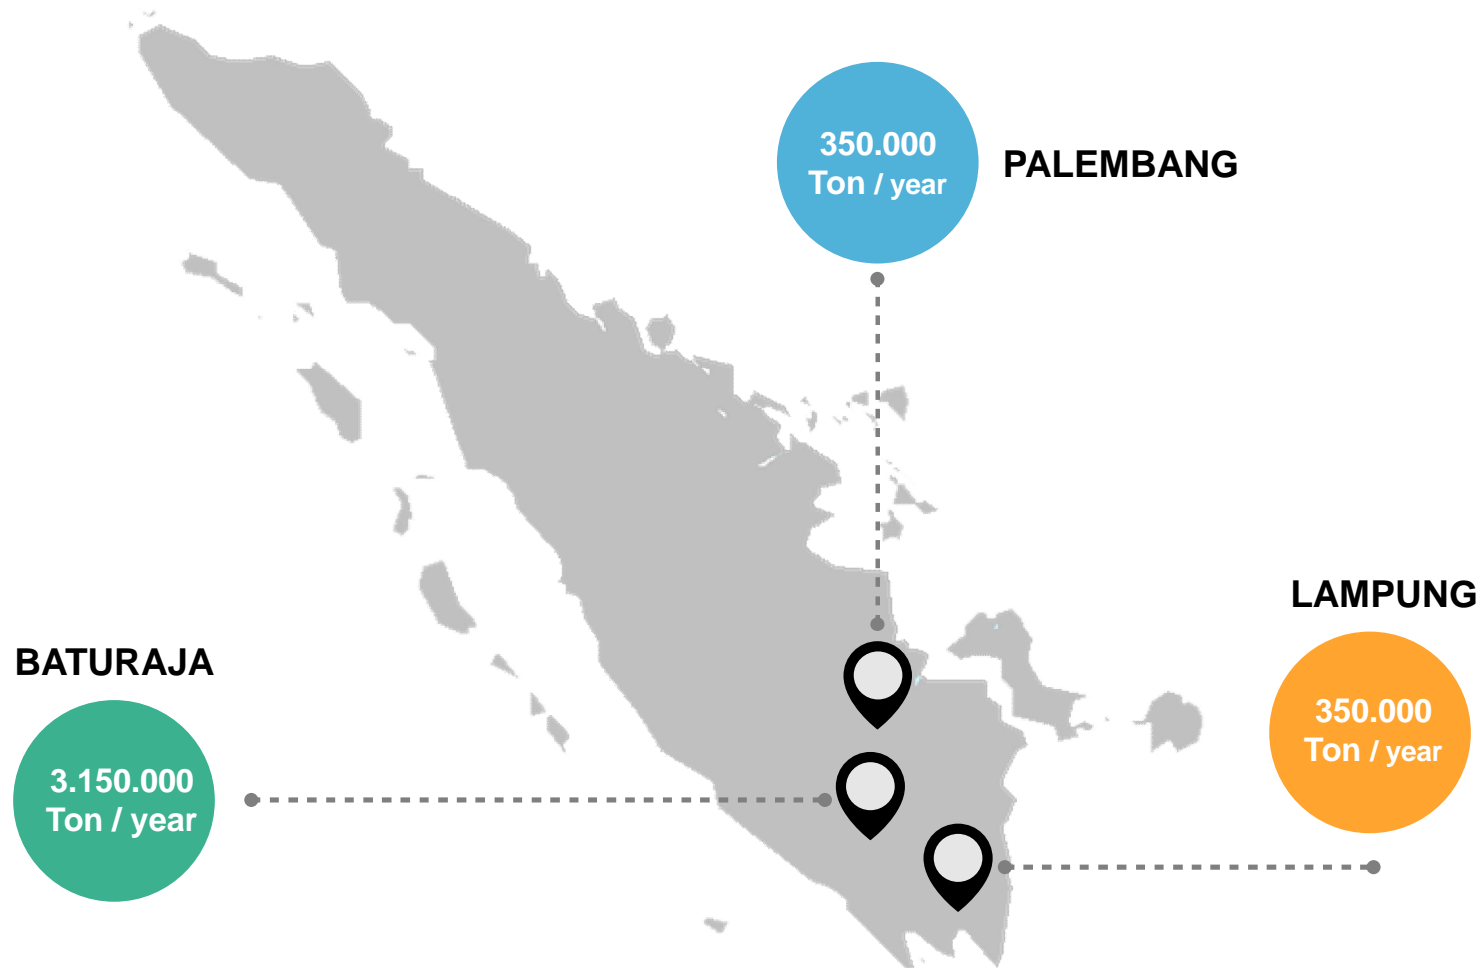 350.000
Ton / year
PALEMBANG
LAMPUNG
350.000
Ton / year
BATURAJA
3.150.000
Ton / year